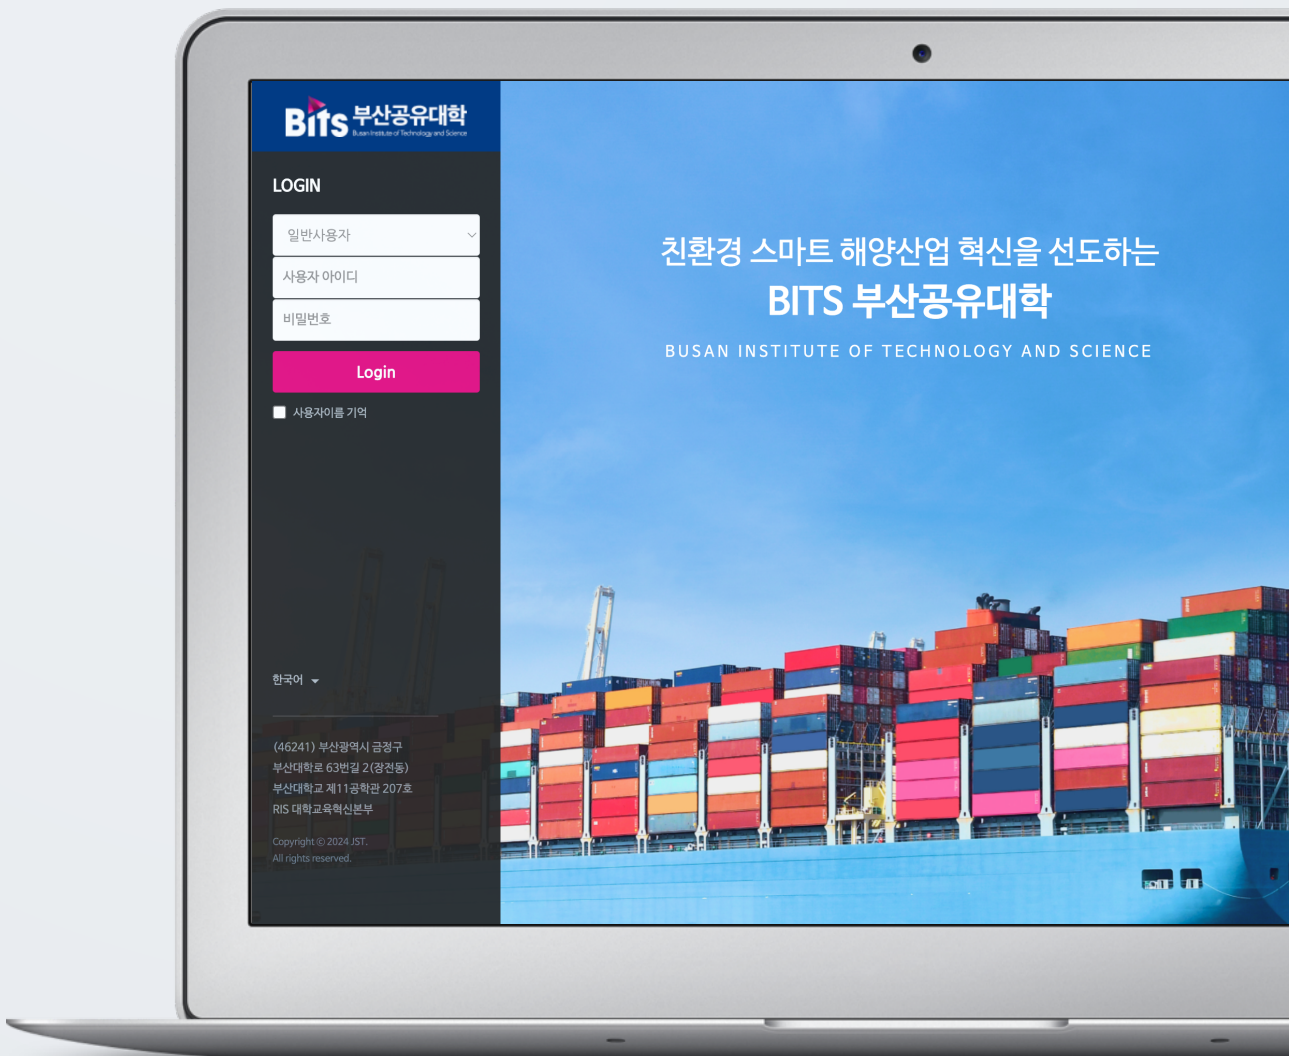 Bits 부산공유대학
Busan Institute of Technology and Science
LOGIN
일반사용자
사용자 아이디
비밀번호
Login
사용자이름 기억
한국어
(46241) 부산광역시 금정구
부산대학로 63번길 2(장전동)
부산대학교 제11공학관 207호
RIS 대학교육혁신본부
Copyright © 2024 JST.
All rights reserved.
친환경 스마트 해양산업 혁신을 선도하는
BITS 부산공유대학
BUSAN INSTITUTE OF TECHNOLOGY AND SCIENCE